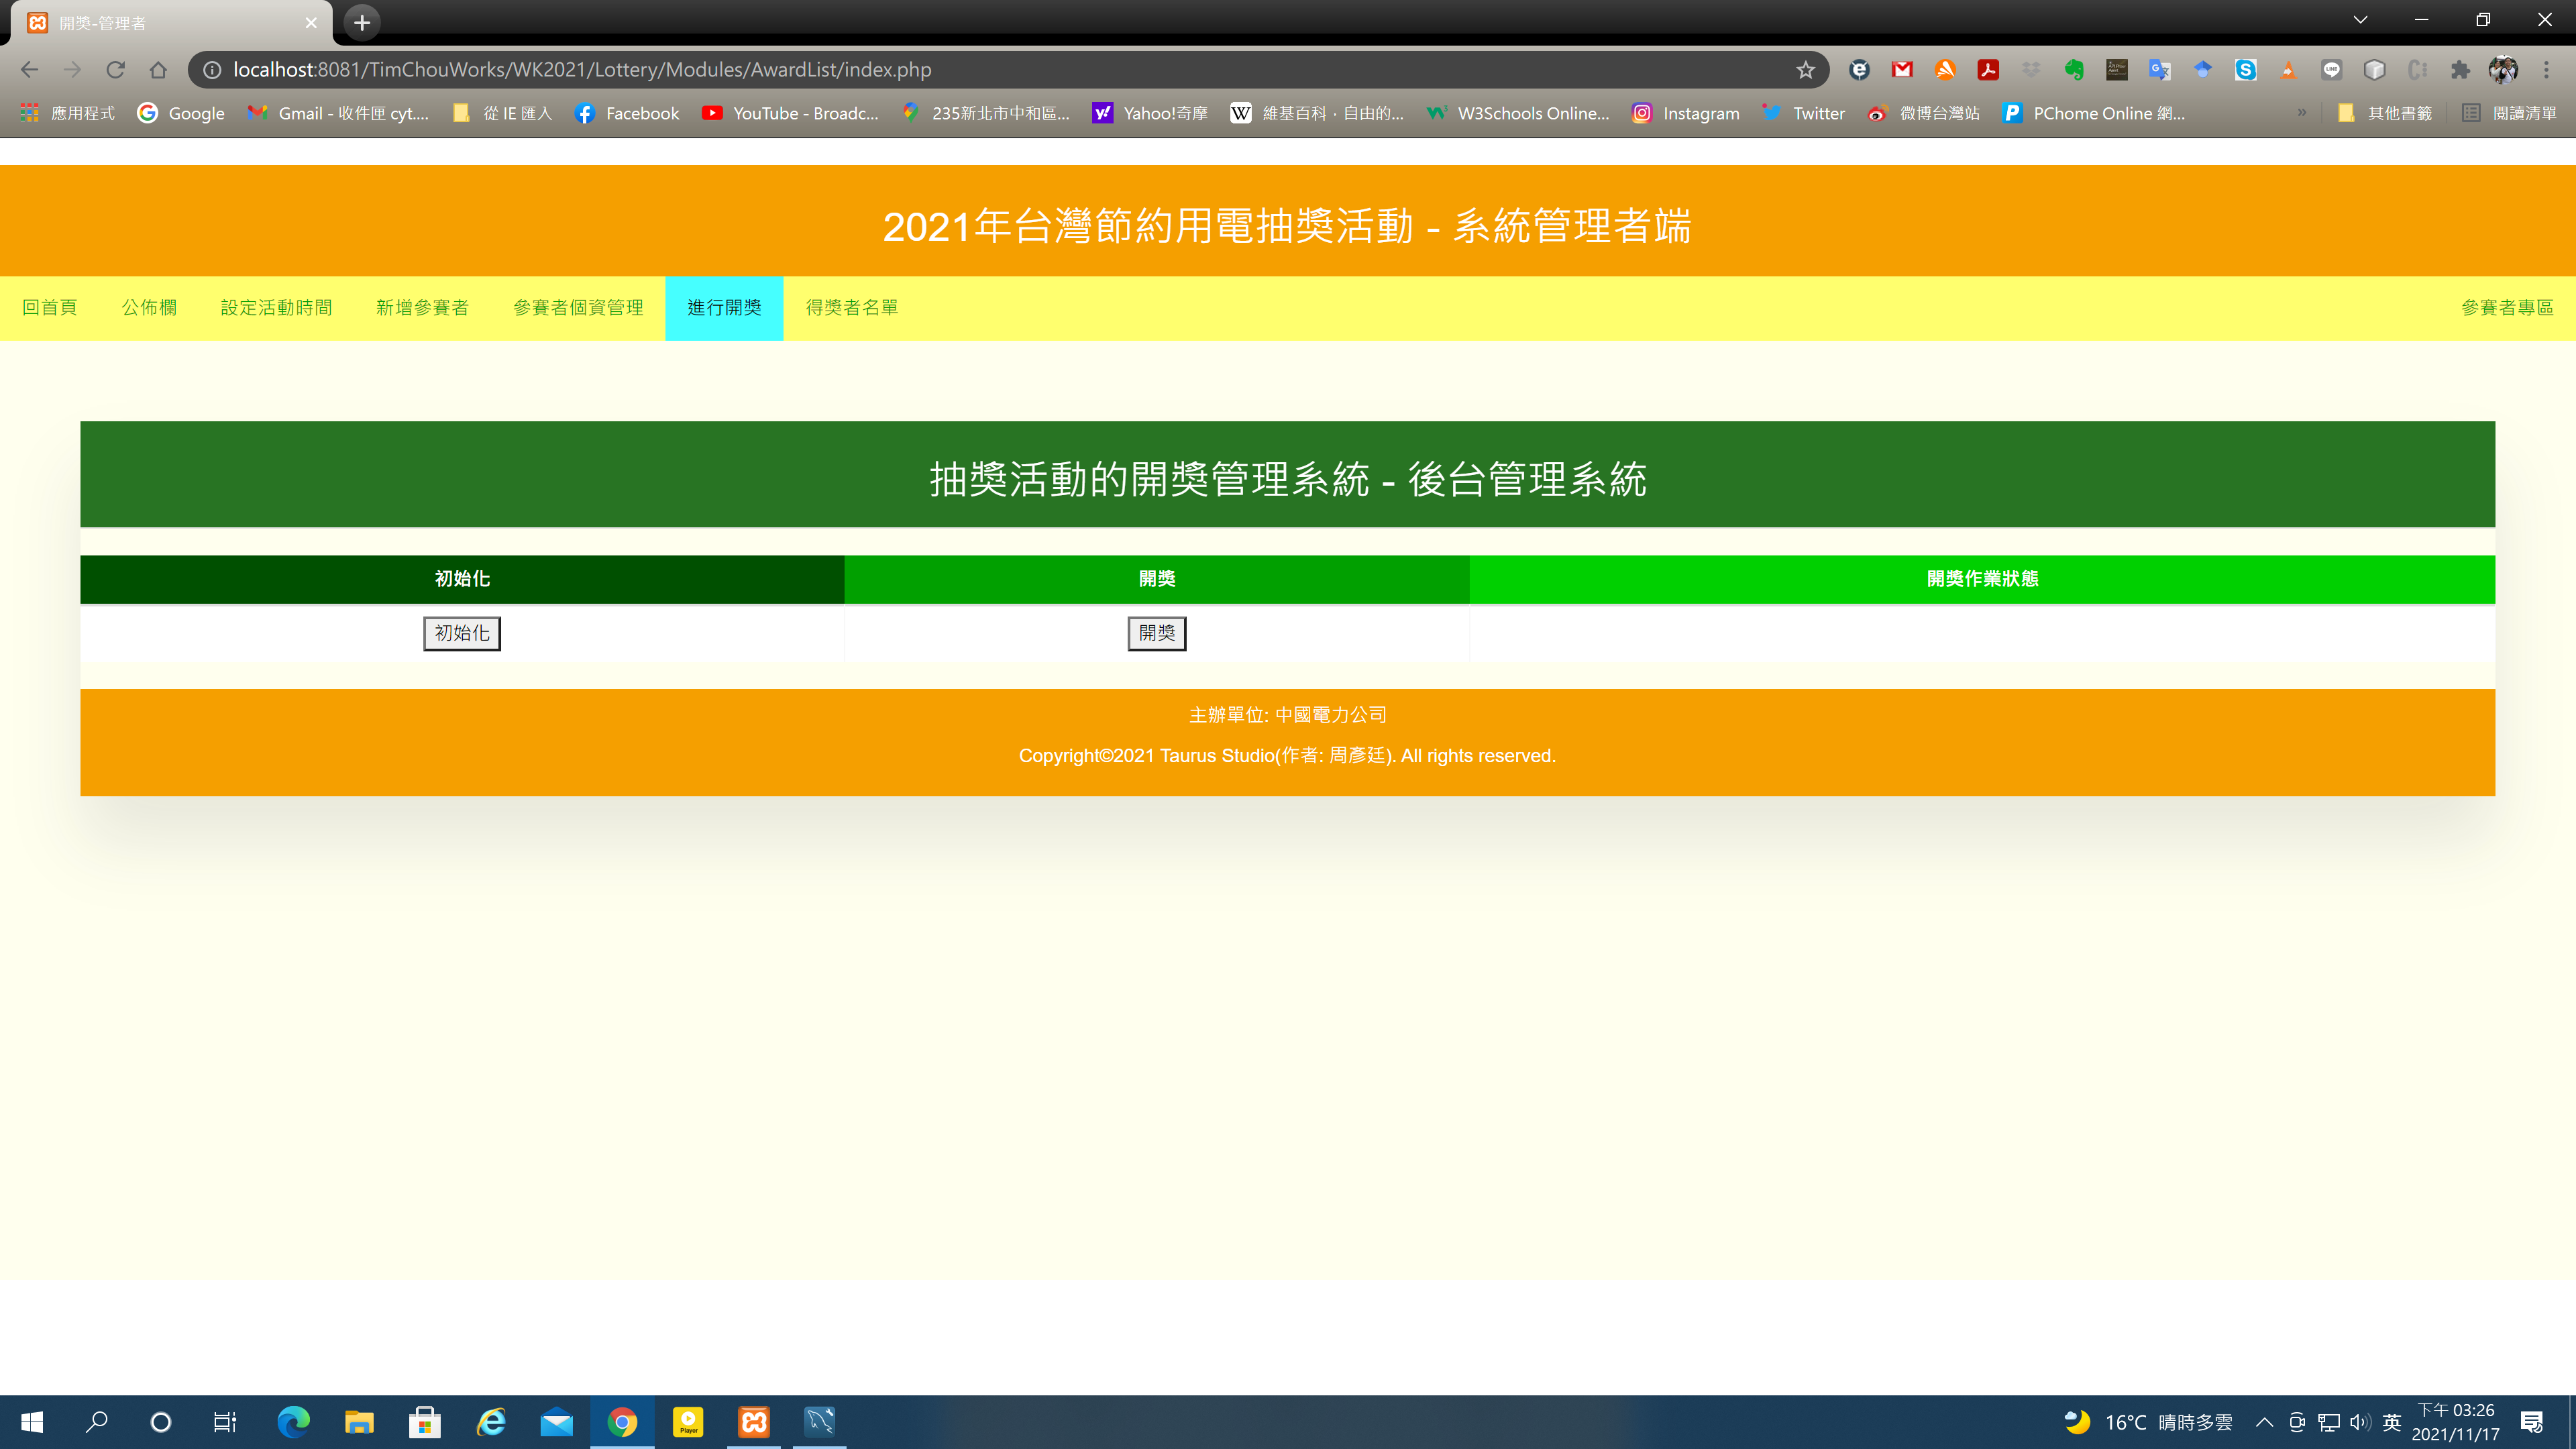 開獎-管理者
localhost:8081/TimChouWorks/WK2021/Lottery/Modules/AwardList/index.php
應用程式 Google Gmail - 收件匣 cyt.... 從 IE 匯入 Facebook YouTube - Broadc... 235新北市中和區... Yahoo!奇摩 維基百科，自由的... W3Schools Online... Instagram Twitter 微博台灣站 PChome Online 網... » 其他書籤 閱讀清單
2021年台灣節約用電抽獎活動 - 系統管理者端
回首頁 公佈欄 設定活動時間 新增參賽者 參賽者個資管理 進行開獎 得獎者名單 參賽者專區
抽獎活動的開獎管理系統 - 後台管理系統
初始化 開獎 開獎作業狀態
初始化 開獎
主辦單位: 中國電力公司
Copyright©2021 Taurus Studio(作者: 周彥廷). All rights reserved.
16°C 晴時多雲 英 下午 03:26
2021/11/17